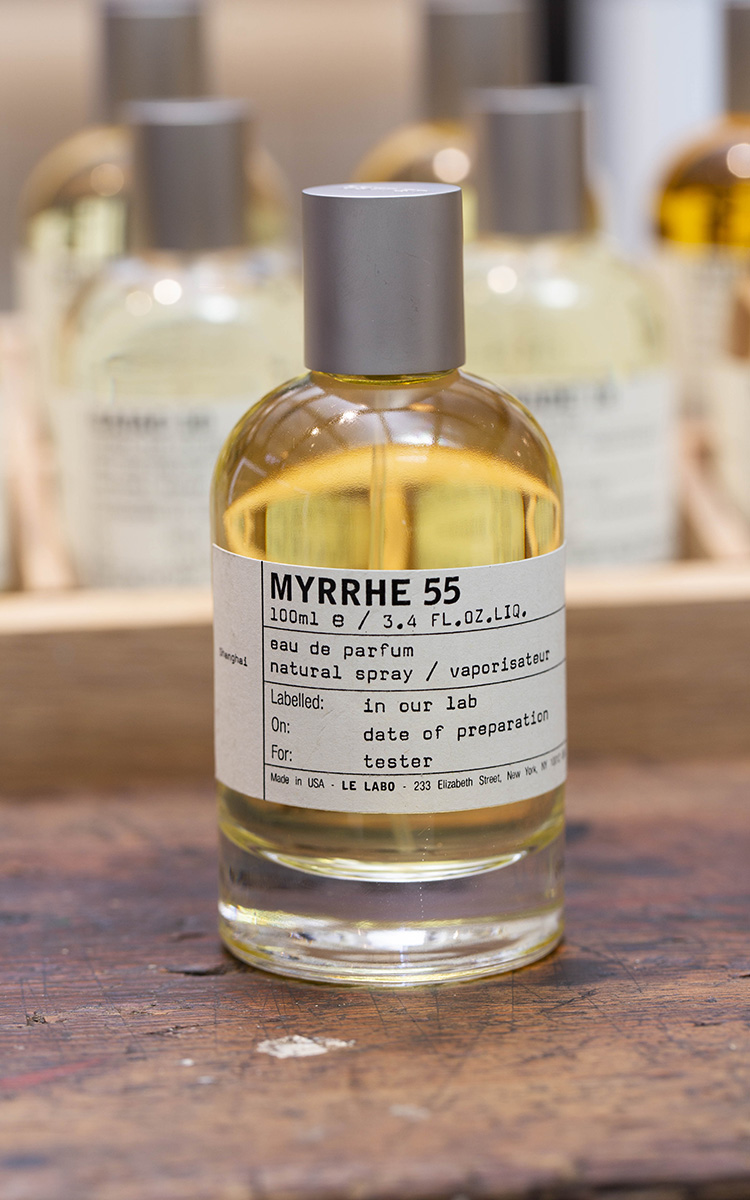 MYRRHE 55
100ml e / 3.4 FL.OZ.LIQ.
eau de parfum
natural spray / vaporisateur
Shanghai
Labelled: in our lab
On: date of preparation
For: tester
Made in USA - LE LABO - 233 Elizabeth Street, New York, NY